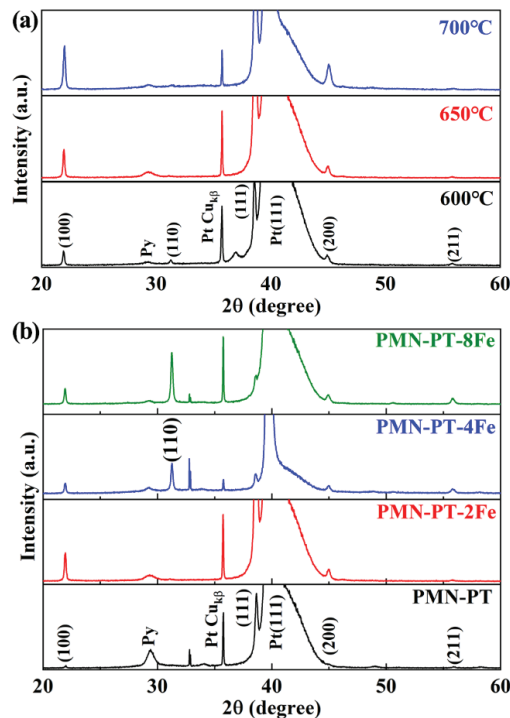 (a)
700°C
650°C
600°C
(100)
Py
(110)
Pt Cukβ
(111)
Pt(111)
(200)
(211)
Intensity (a.u.)
20 30 40 50 60
2θ (degree)
(b)
PMN-PT-8Fe
PMN-PT-4Fe
(110)
PMN-PT-2Fe
PMN-PT
(100)
Py
Pt Cukβ
(111)
Pt(111)
(200)
(211)
Intensity (a.u.)
20 30 40 50 60
2θ (degree)